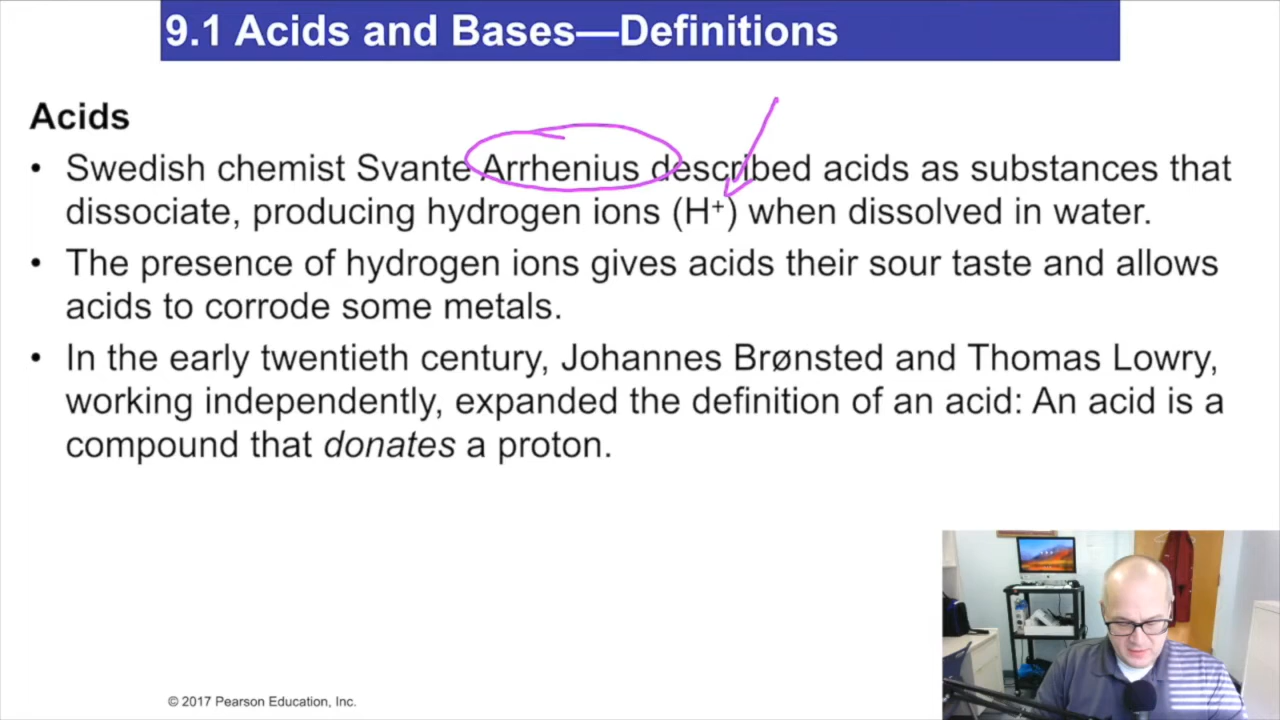 9.1 Acids and Bases—Definitions
Acids
• Swedish chemist Svante Arrhenius described acids as substances that
dissociate, producing hydrogen ions (H⁺) when dissolved in water.
• The presence of hydrogen ions gives acids their sour taste and allows
acids to corrode some metals.
• In the early twentieth century, Johannes Brønsted and Thomas Lowry,
working independently, expanded the definition of an acid: An acid is a
compound that donates a proton.
© 2017 Pearson Education, Inc.